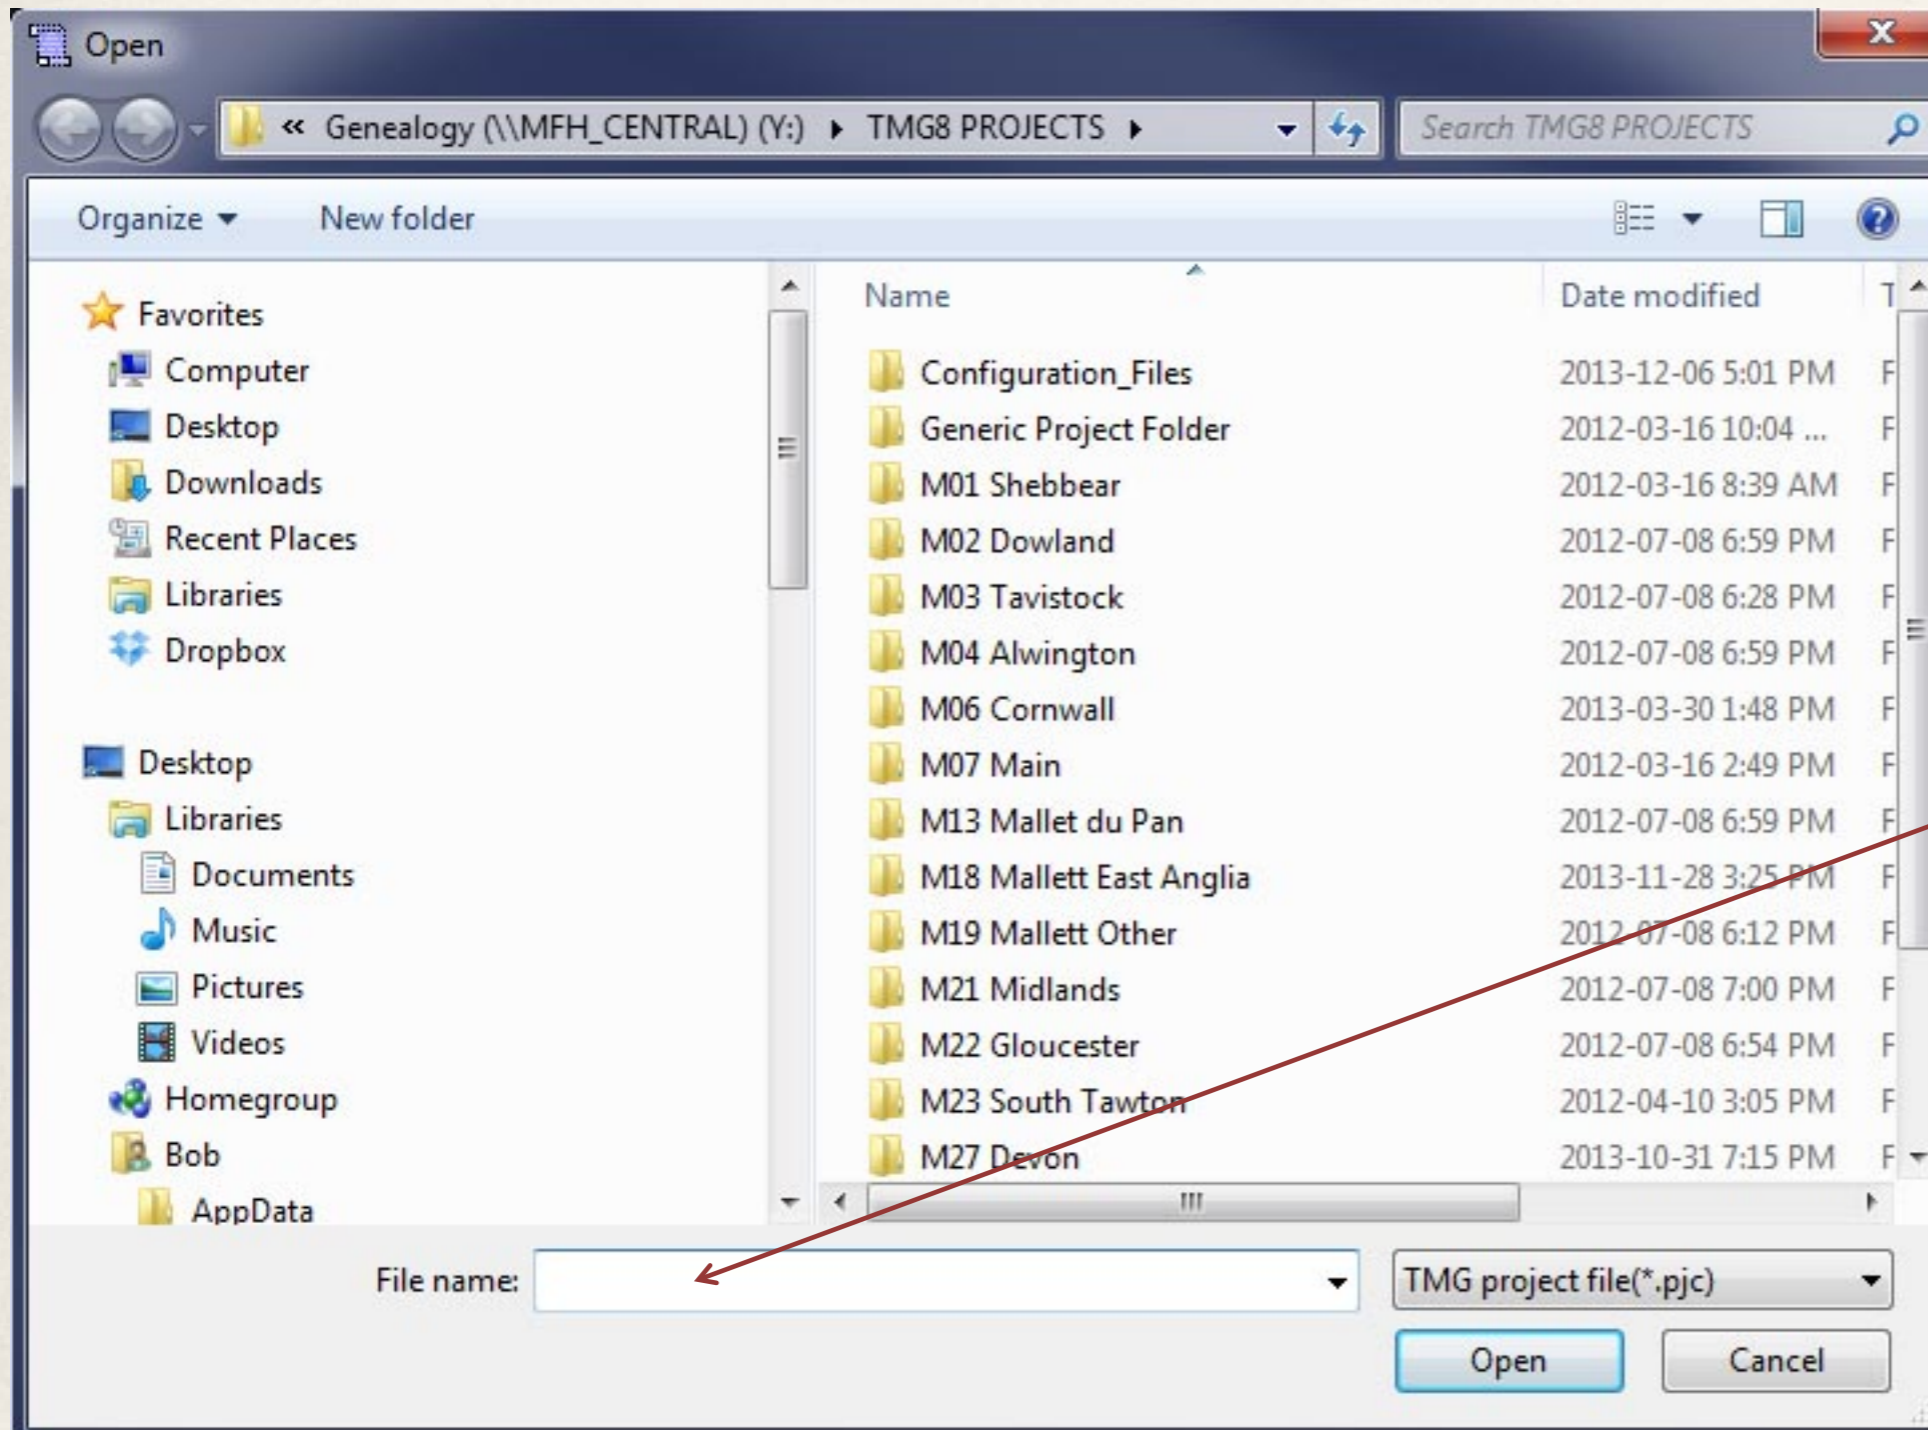 Open
« Genealogy (\\MFH_CENTRAL) (Y:) ▸ TMG8 PROJECTS ▸
Search TMG8 PROJECTS
Organize
New folder
Favorites
Computer
Desktop
Downloads
Recent Places
Libraries
Dropbox
Desktop
Libraries
Documents
Music
Pictures
Videos
Homegroup
Bob
AppData
Name Date modified T
Configuration_Files 2013-12-06 5:01 PM F
Generic Project Folder 2012-03-16 10:04 ... F
M01 Shebbear 2012-03-16 8:39 AM F
M02 Dowland 2012-07-08 6:59 PM F
M03 Tavistock 2012-07-08 6:28 PM F
M04 Alwington 2012-07-08 6:59 PM F
M06 Cornwall 2013-03-30 1:48 PM F
M07 Main 2012-03-16 2:49 PM F
M13 Mallet du Pan 2012-07-08 6:59 PM F
M18 Mallett East Anglia 2013-11-28 3:25 PM F
M19 Mallett Other 2012-07-08 6:12 PM F
M21 Midlands 2012-07-08 7:00 PM F
M22 Gloucester 2012-07-08 6:54 PM F
M23 South Tawton 2012-04-10 3:05 PM F
M27 Devon 2013-10-31 7:15 PM F
File name:
TMG project file(*.pjc)
Open
Cancel